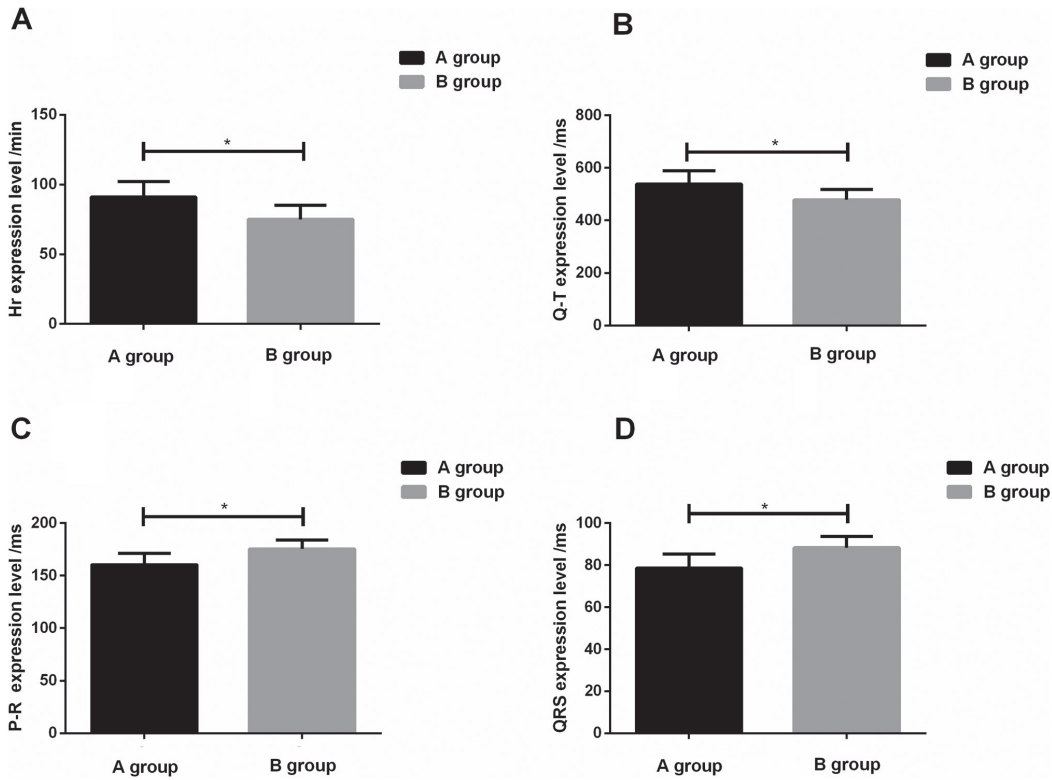 A
A group
B group
Hr expression level /min
150
100
50
0
*
A group
B group
B
A group
B group
Q-T expression level /ms
800
600
400
200
0
*
A group
B group
C
A group
B group
P-R expression level /ms
200
150
100
50
0
*
A group
B group
D
A group
B group
QRS expression level /ms
100
80
60
40
20
0
*
A group
B group